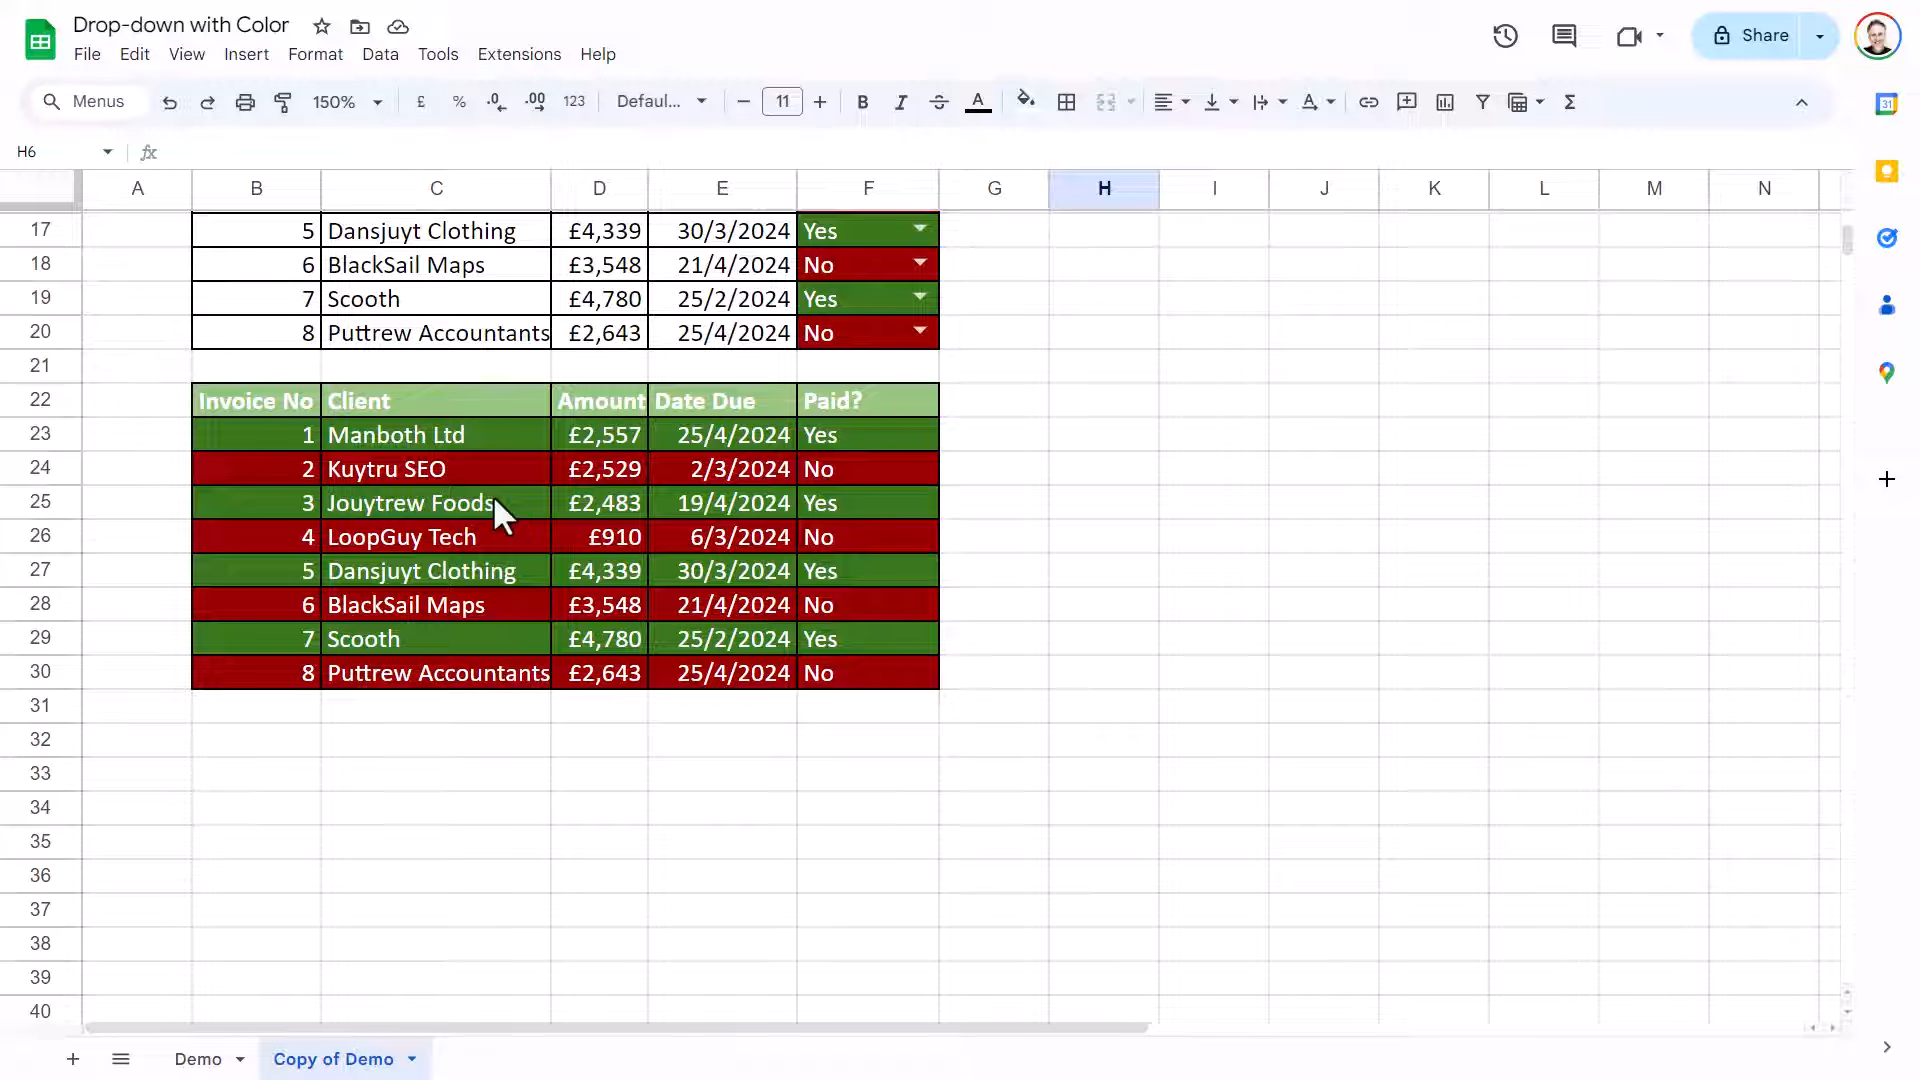 Drop-down with Color
File Edit View Insert Format Data Tools Extensions Help
Share
Menus 150% £ % .0 .00 123 Defaul... 11 B I S A A Σ 31
H6 fx
A B C D E F G H I J K L M N
17 5 Dansjuyt Clothing £4,339 30/3/2024 Yes
18 6 BlackSail Maps £3,548 21/4/2024 No
19 7 Scooth £4,780 25/2/2024 Yes
20 8 Puttrew Accountants £2,643 25/4/2024 No
21
22 Invoice No Client Amount Date Due Paid?
23 1 Manboth Ltd £2,557 25/4/2024 Yes
24 2 Kuytru SEO £2,529 2/3/2024 No
25 3 Jouytrew Foods £2,483 19/4/2024 Yes
26 4 LoopGuy Tech £910 6/3/2024 No
27 5 Dansjuyt Clothing £4,339 30/3/2024 Yes
28 6 BlackSail Maps £3,548 21/4/2024 No
29 7 Scooth £4,780 25/2/2024 Yes
30 8 Puttrew Accountants £2,643 25/4/2024 No
31
32
33
34
35
36
37
38
39
40
Demo Copy of Demo